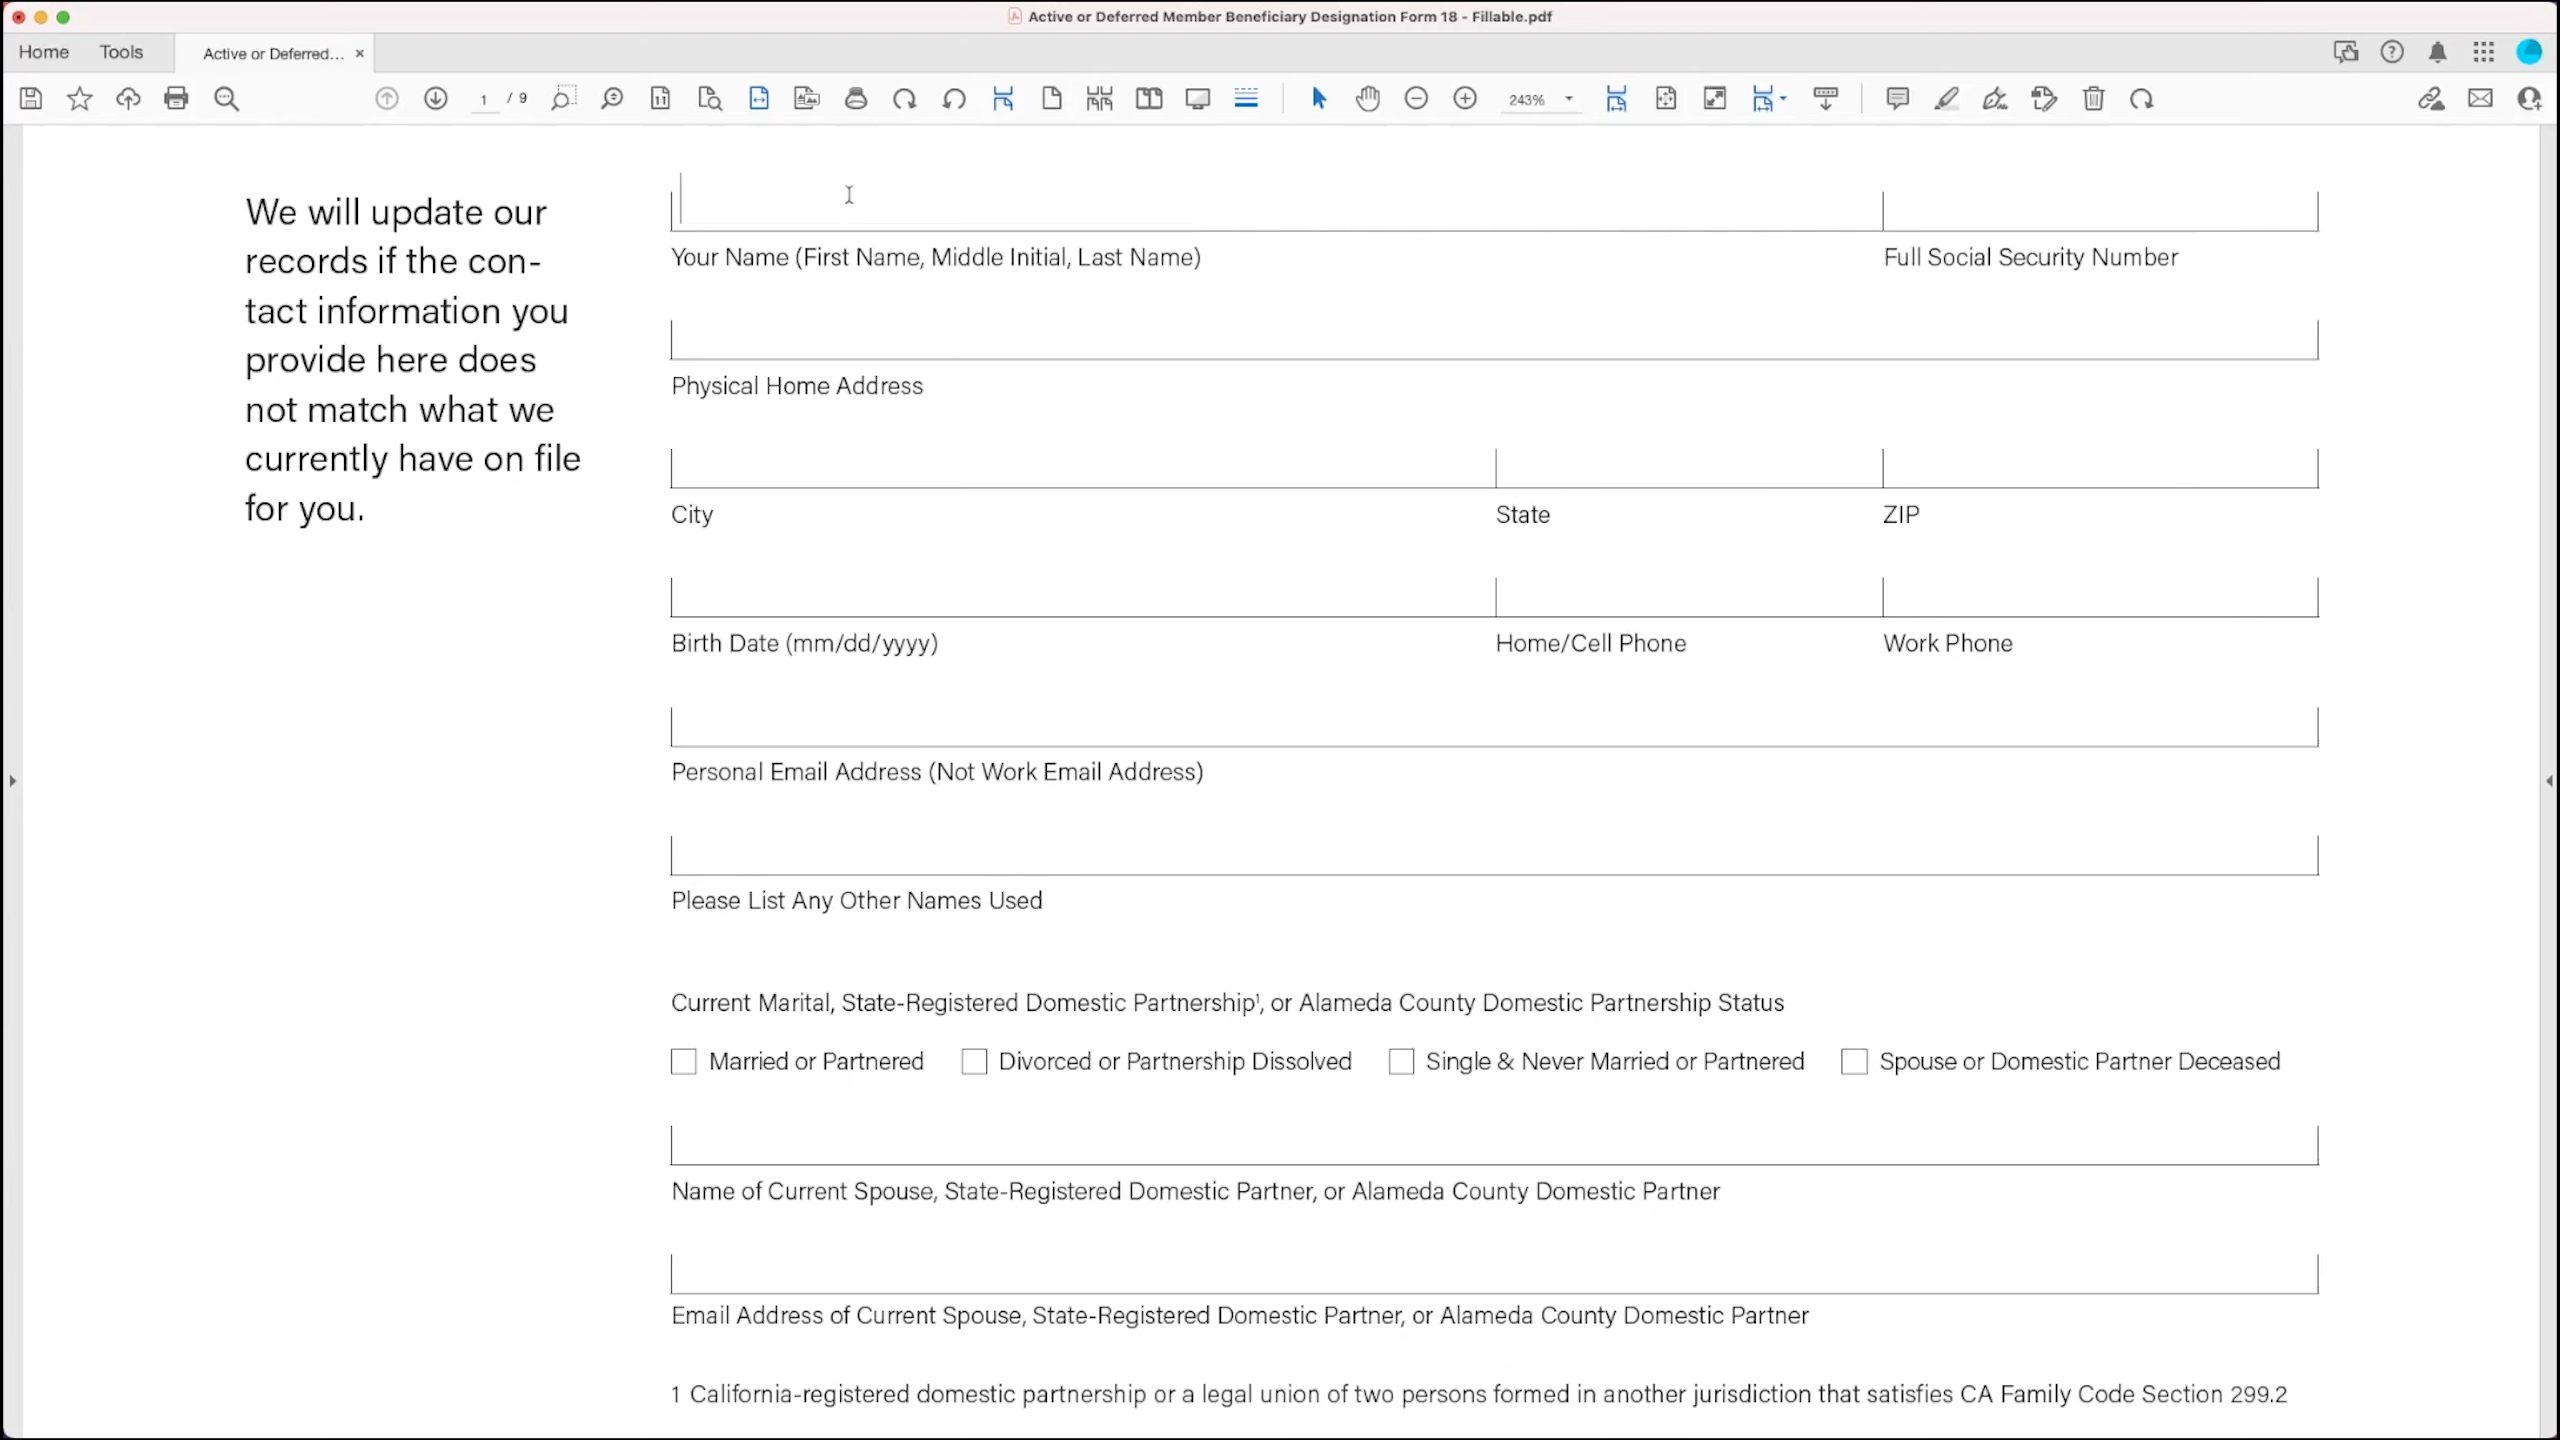 Active or Deferred Member Beneficiary Designation Form 18 - Fillable.pdf
Home Tools Active or Deferred... ×
1 / 9 243%
We will update our
records if the con-
tact information you
provide here does
not match what we
currently have on file
for you.
Your Name (First Name, Middle Initial, Last Name) Full Social Security Number
Physical Home Address
City State ZIP
Birth Date (mm/dd/yyyy) Home/Cell Phone Work Phone
Personal Email Address (Not Work Email Address)
Please List Any Other Names Used
Current Marital, State-Registered Domestic Partnership¹, or Alameda County Domestic Partnership Status
Married or Partnered Divorced or Partnership Dissolved Single & Never Married or Partnered Spouse or Domestic Partner Deceased
Name of Current Spouse, State-Registered Domestic Partner, or Alameda County Domestic Partner
Email Address of Current Spouse, State-Registered Domestic Partner, or Alameda County Domestic Partner
1 California-registered domestic partnership or a legal union of two persons formed in another jurisdiction that satisfies CA Family Code Section 299.2